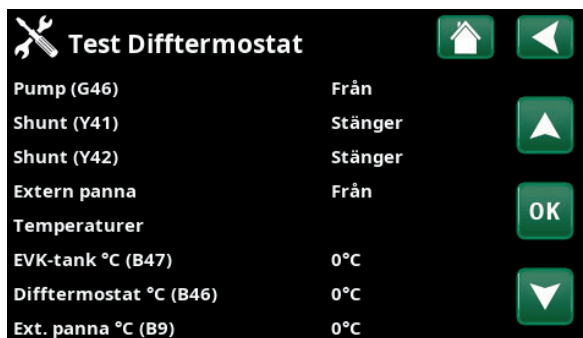 Test Difftermostat
Pump (G46) Från
Shunt (Y41) Stänger
Shunt (Y42) Stänger
Extern panna Från
OK
Temperaturer
EVK-tank °C (B47) 0°C
Difftermostat °C (B46) 0°C
Ext. panna °C (B9) 0°C